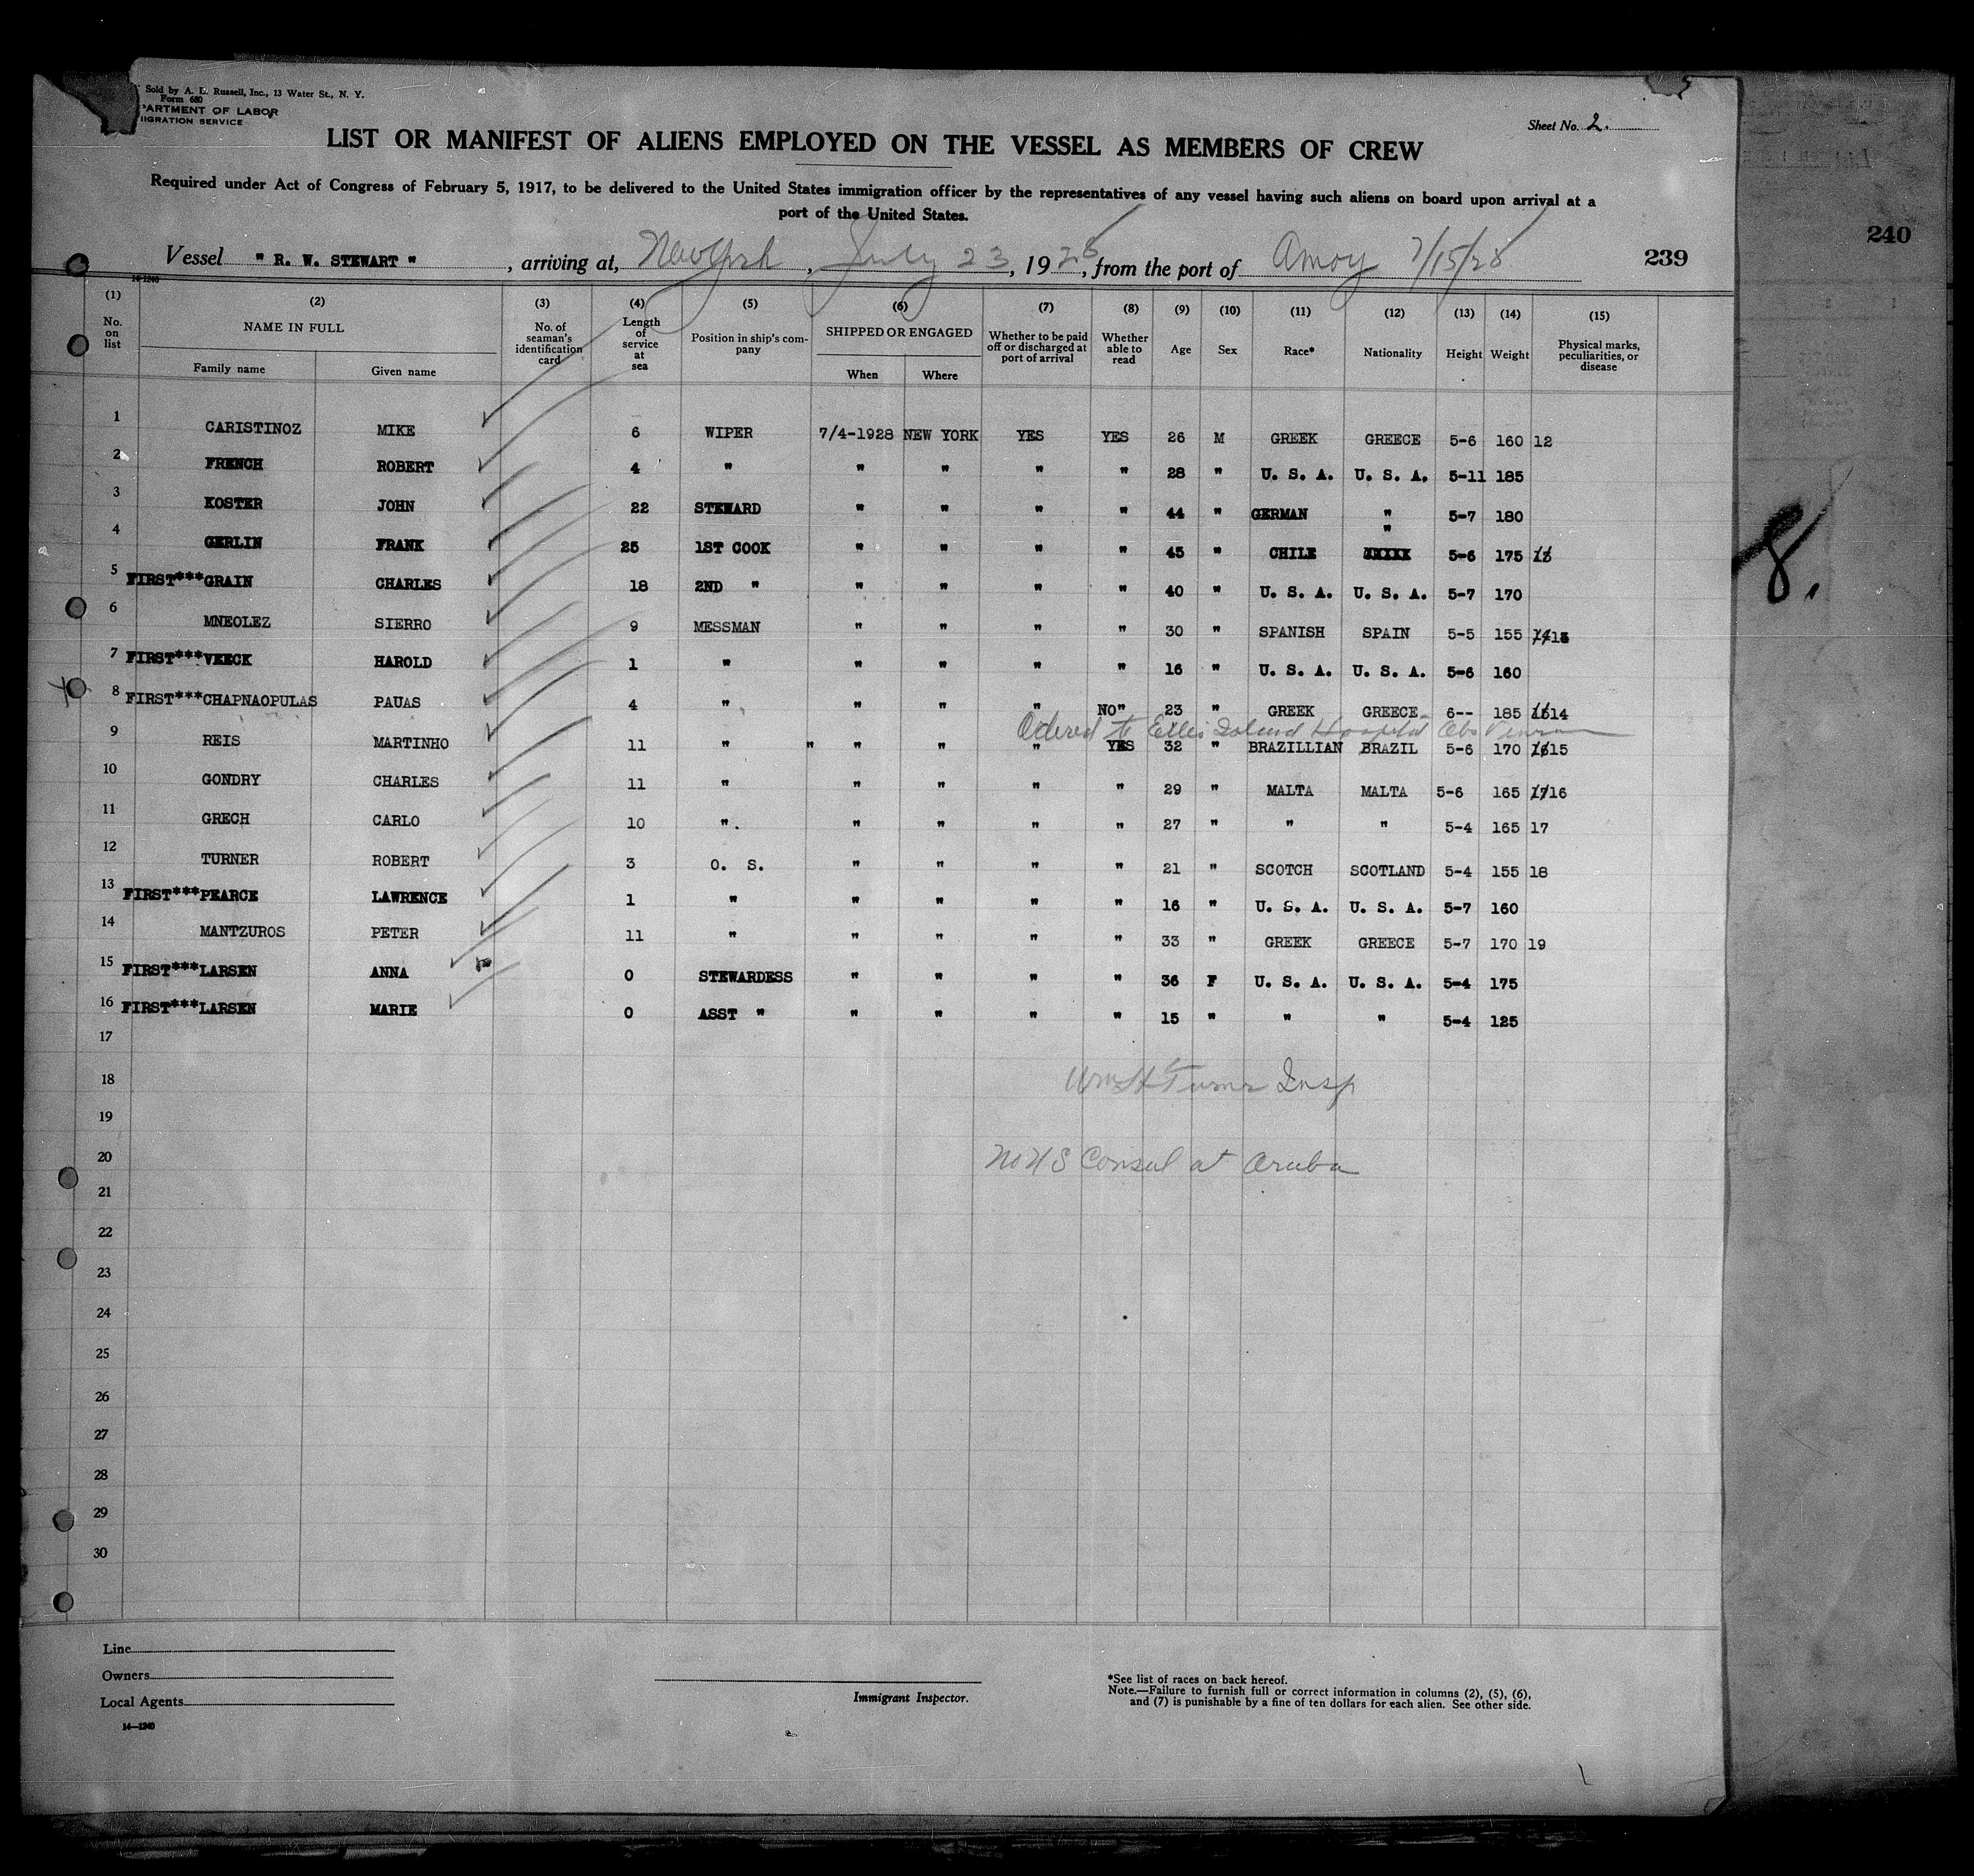 Sold by A. L. Russell, Inc., 13 Water St., N. Y.
Form 680
ARTMENT OF LABOR
IIGRATION SERVICE
Sheet No. 2.
LIST OR MANIFEST OF ALIENS EMPLOYED ON THE VESSEL AS MEMBERS OF CREW
Required under Act of Congress of February 5, 1917, to be delivered to the United States immigration officer by the representatives of any vessel having such aliens on board upon arrival at a
port of the United States.
240
Vessel " R. W. STEWART ", arriving at, New York, July 23, 1928, from the port of 7/15/28 239
14-1240
(1) No. on list (2) NAME IN FULL Family name Given name (3) No. of seaman's identification card (4) Length of service at sea (5) Position in ship's company (6) SHIPPED OR ENGAGED When Where (7) Whether to be paid off or discharged at port of arrival (8) Whether able to read (9) Age (10) Sex (11) Race* (12) Nationality (13) Height (14) Weight (15) Physical marks, peculiarities, or disease
1 CARISTINOZ MIKE 6 WIPER 7/4-1928 NEW YORK YES YES 26 M GREEK GREECE 5-6 160 12
2 FRENCH ROBERT 4 " " " " " 28 " U. S. A. U. S. A. 5-11 185
3 KOSTER JOHN 22 STEWARD " " " " 44 " GERMAN " 5-7 180
4 GERLIN FRANK 25 1ST COOK " " " " 45 " CHILE " 5-6 175
5 FIRST***GRAIN CHARLES 18 2ND " " " " " 40 " U. S. A. U. S. A. 5-7 170
6 MNEOLEZ SIERRO 9 MESSMAN " " " " 30 " SPANISH SPAIN 5-5 155 13
7 FIRST***VEECK HAROLD 1 " " " " " 16 " U. S. A. U. S. A. 5-6 160
8 FIRST***CHAPNAOPULAS PAUAS 4 " " " " NO" 23 " GREEK GREECE 6-- 185 14
Ordered to Ellis Island Hospital
9 REIS MARTINHO 11 " " " " " YES 32 " BRAZILLIAN BRAZIL 5-6 170 15
10 GONDRY CHARLES 11 " " " " " 29 " MALTA MALTA 5-6 165 16
11 GRECH CARLO 10 " " " " " 27 " " " 5-4 165 17
12 TURNER ROBERT 3 O. S. " " " " 21 " SCOTCH SCOTLAND 5-4 155 18
13 FIRST***PEARCE LAWRENCE 1 " " " " " 16 " U. S. A. U. S. A. 5-7 160
14 MANTZUROS PETER 11 " " " " " 33 " GREEK GREECE 5-7 170 19
15 FIRST***LARSEN ANNA 0 STEWARDESS " " " " 36 F U. S. A. U. S. A. 5-4 175
16 FIRST***LARSEN MARIE 0 ASST " " " " " 15 " " " 5-4 125
17
18 Wm H Turner Insp
19
20 No U S Consul at Aruba
21
22
23
24
25
26
27
28
29
30
8.
Line
Owners
Local Agents
14—1240
Immigrant Inspector.
*See list of races on back hereof.
Note.—Failure to furnish full or correct information in columns (2), (5), (6),
and (7) is punishable by a fine of ten dollars for each alien. See other side.